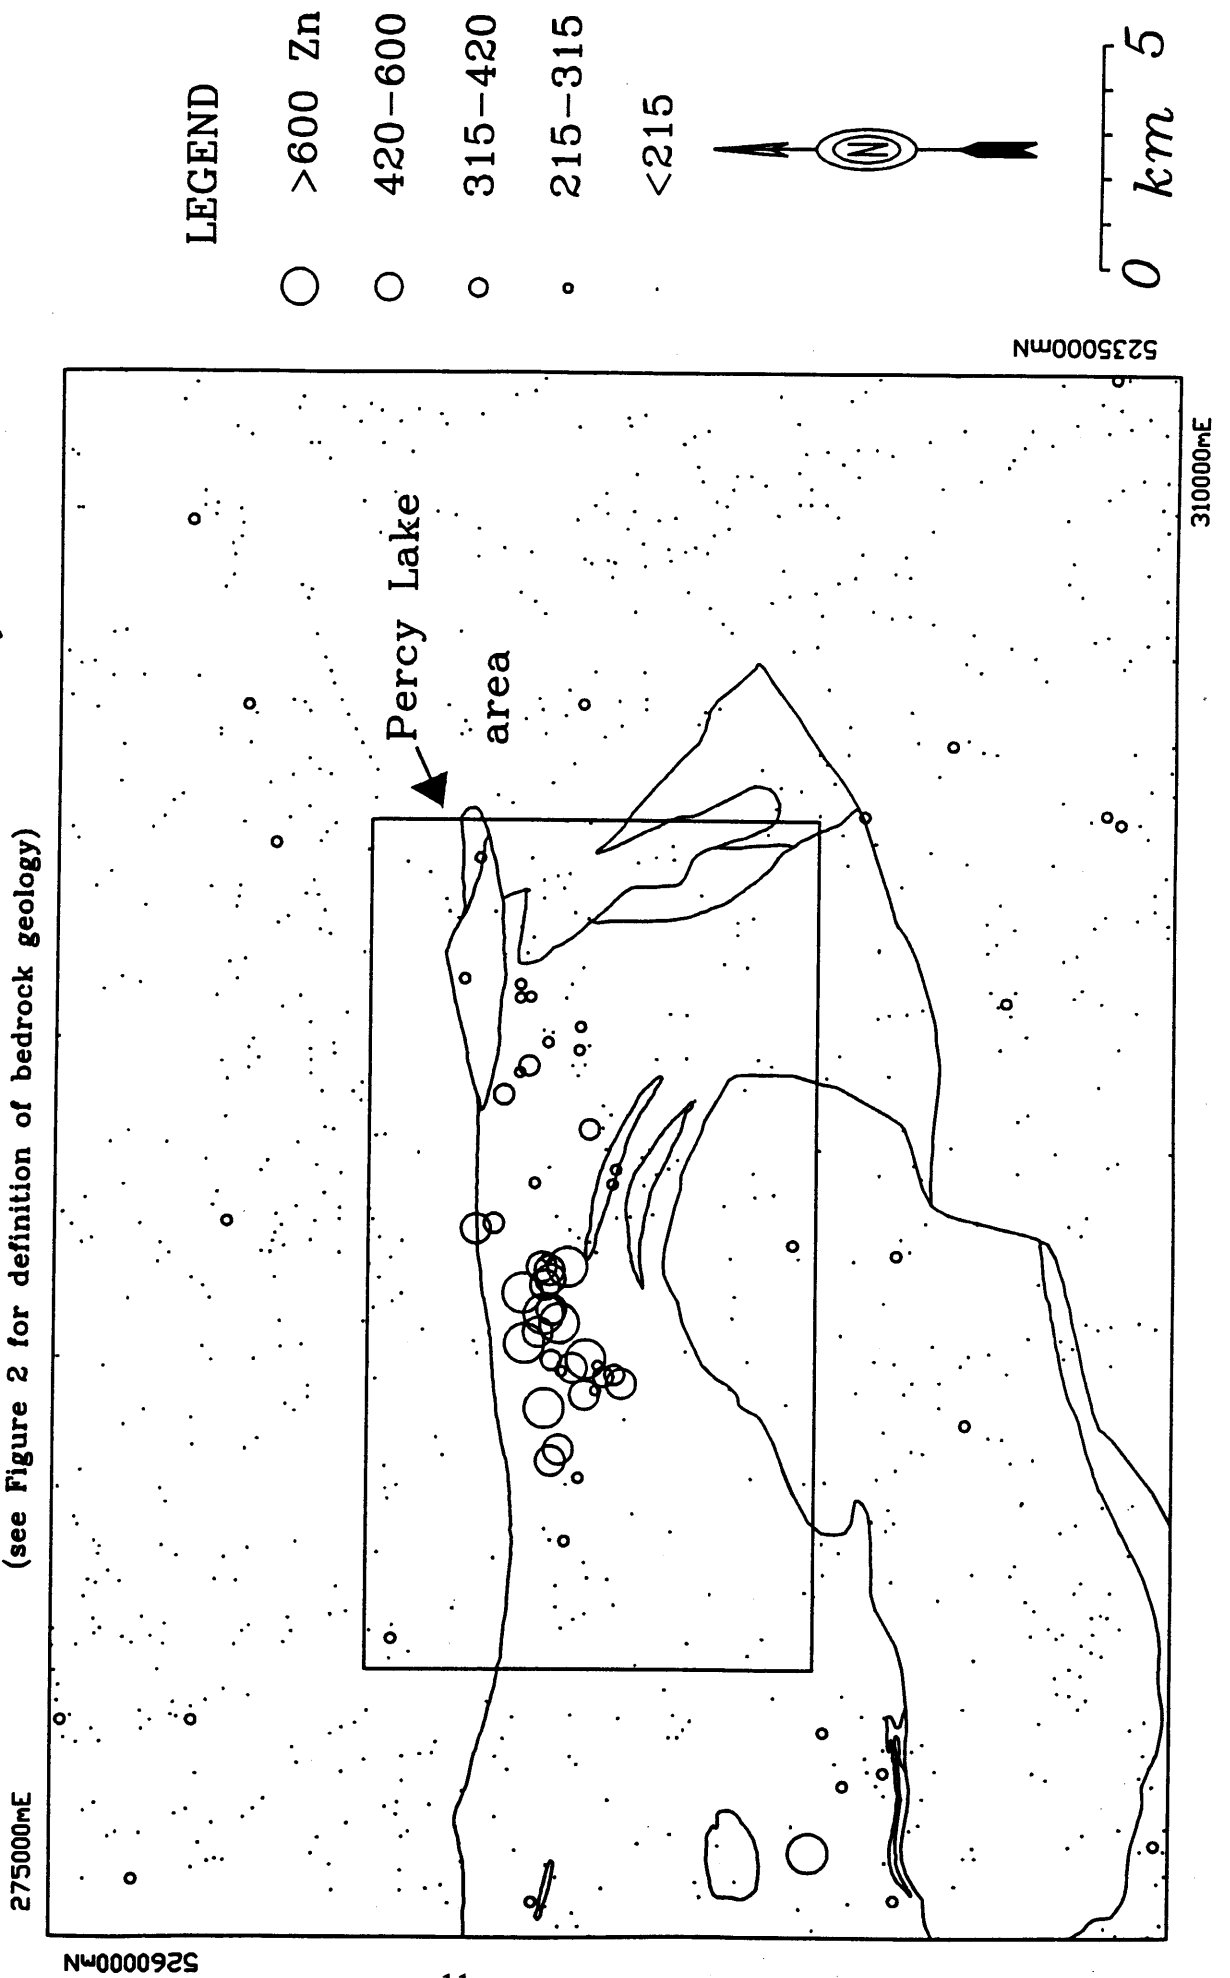 (see Figure 2 for definition of bedrock geology)
275000mE
5260000mN
Percy Lake
area
310000mE
5235000mN
LEGEND
>600 Zn
420-600
315-420
215-315
<215
N
0 km 5